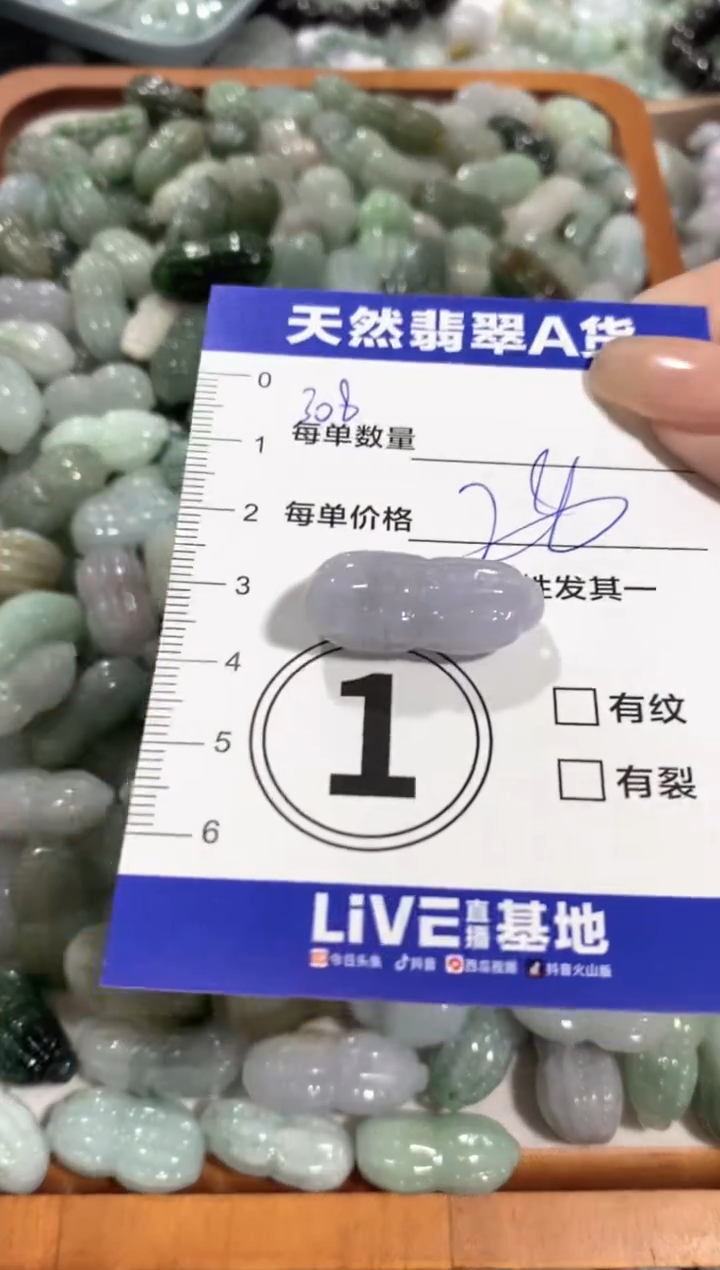 天然翡翠A货
0
308
1
每单数量
2
每单价格
3
性发其一
4
1
有纹
5
有裂
6
LiVE直播基地
今日头条 抖音 西瓜视频 抖音火山版